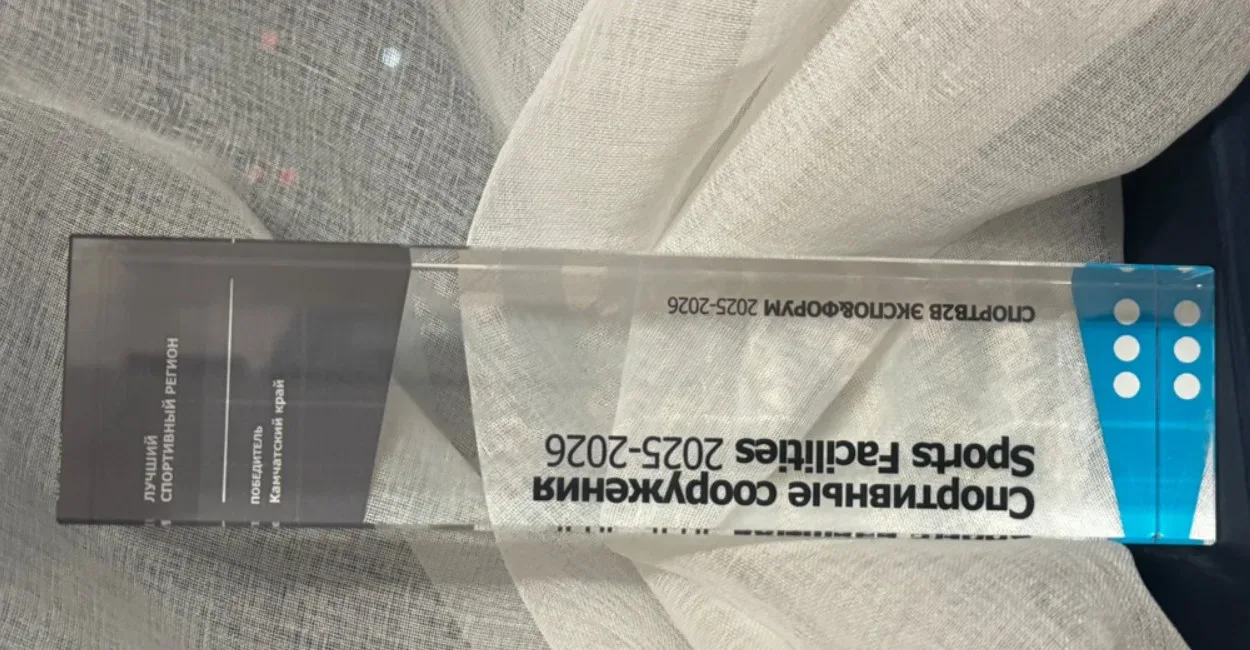 Спортивные сооружения
Sports Facilities 2025-2026
СПОРТB2B ЭКСПО&ФОРУМ 2025-2026
ЛУЧШИЙ
СПОРТИВНЫЙ РЕГИОН
ПОБЕДИТЕЛЬ
Камчатский край